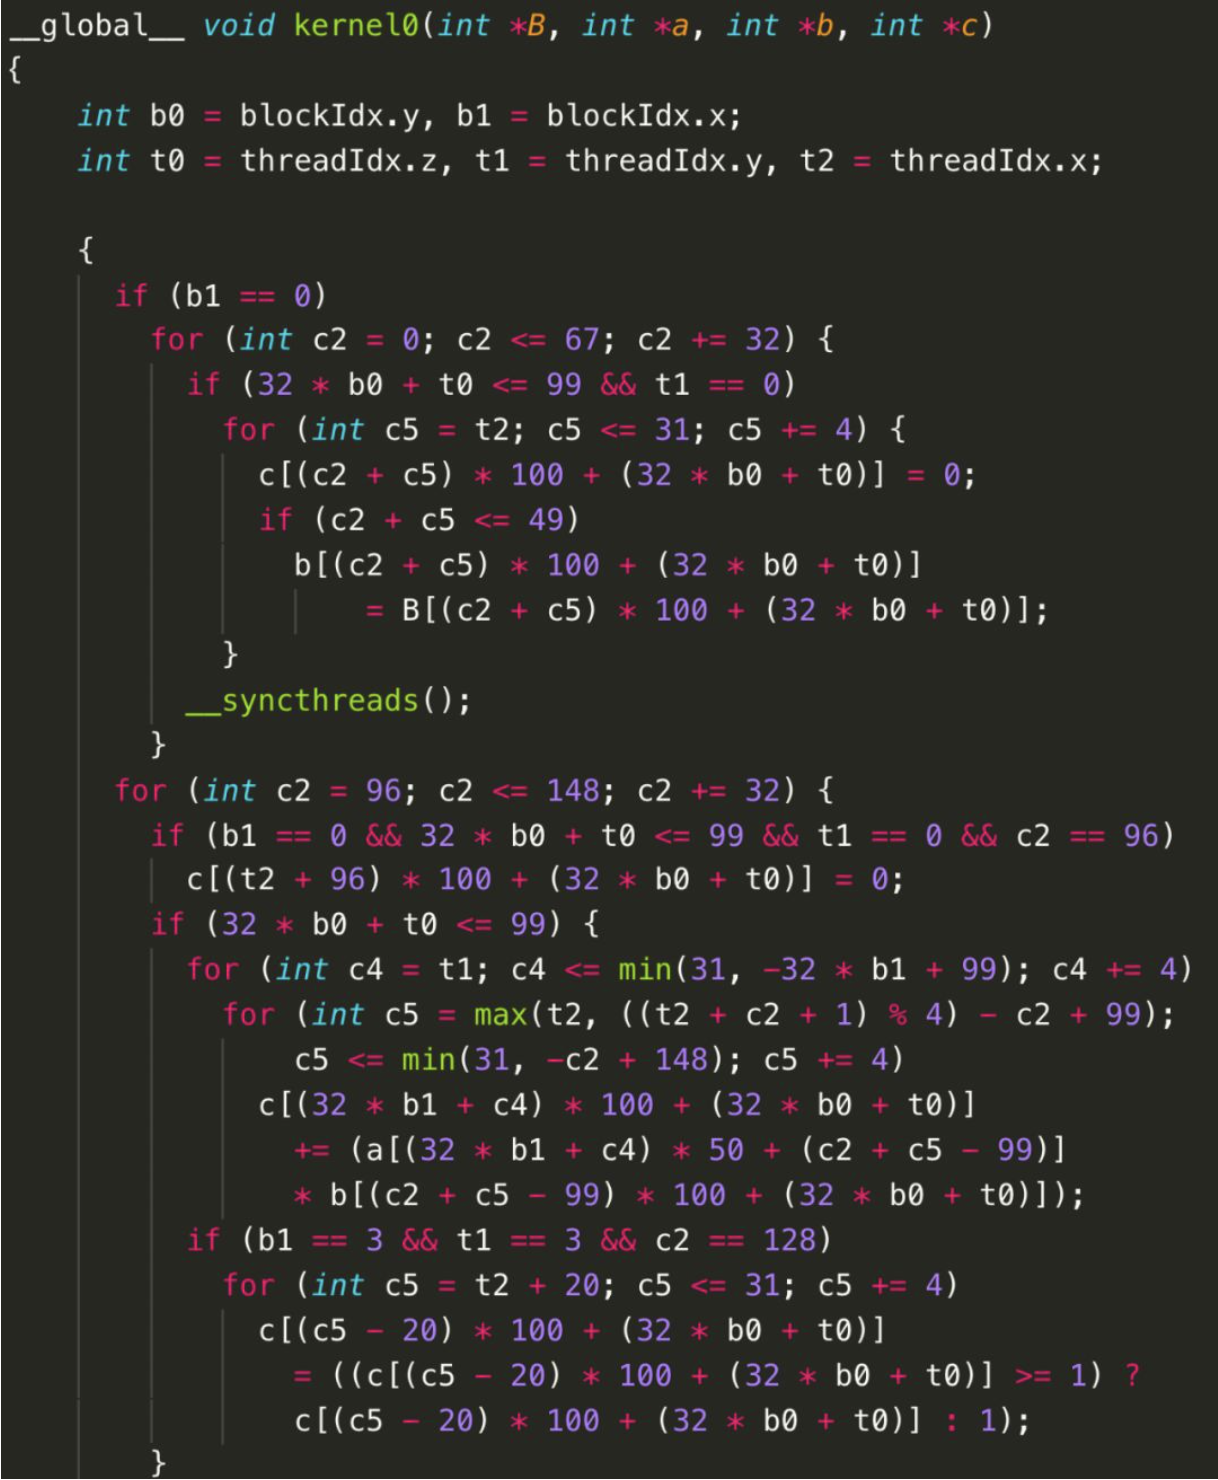 __global__ void kernel0(int *B, int *a, int *b, int *c)
{
    int b0 = blockIdx.y, b1 = blockIdx.x;
    int t0 = threadIdx.z, t1 = threadIdx.y, t2 = threadIdx.x;

    {
      if (b1 == 0)
        for (int c2 = 0; c2 <= 67; c2 += 32) {
          if (32 * b0 + t0 <= 99 && t1 == 0)
            for (int c5 = t2; c5 <= 31; c5 += 4) {
              c[(c2 + c5) * 100 + (32 * b0 + t0)] = 0;
              if (c2 + c5 <= 49)
                b[(c2 + c5) * 100 + (32 * b0 + t0)]
                    = B[(c2 + c5) * 100 + (32 * b0 + t0)];
            }
          __syncthreads();
        }
      for (int c2 = 96; c2 <= 148; c2 += 32) {
        if (b1 == 0 && 32 * b0 + t0 <= 99 && t1 == 0 && c2 == 96)
          c[(t2 + 96) * 100 + (32 * b0 + t0)] = 0;
        if (32 * b0 + t0 <= 99) {
          for (int c4 = t1; c4 <= min(31, -32 * b1 + 99); c4 += 4)
            for (int c5 = max(t2, ((t2 + c2 + 1) % 4) - c2 + 99);
                c5 <= min(31, -c2 + 148); c5 += 4)
              c[(32 * b1 + c4) * 100 + (32 * b0 + t0)]
                += (a[(32 * b1 + c4) * 50 + (c2 + c5 - 99)]
                * b[(c2 + c5 - 99) * 100 + (32 * b0 + t0)]);
          if (b1 == 3 && t1 == 3 && c2 == 128)
            for (int c5 = t2 + 20; c5 <= 31; c5 += 4)
              c[(c5 - 20) * 100 + (32 * b0 + t0)]
                = ((c[(c5 - 20) * 100 + (32 * b0 + t0)] >= 1) ?
                c[(c5 - 20) * 100 + (32 * b0 + t0)] : 1);
        }